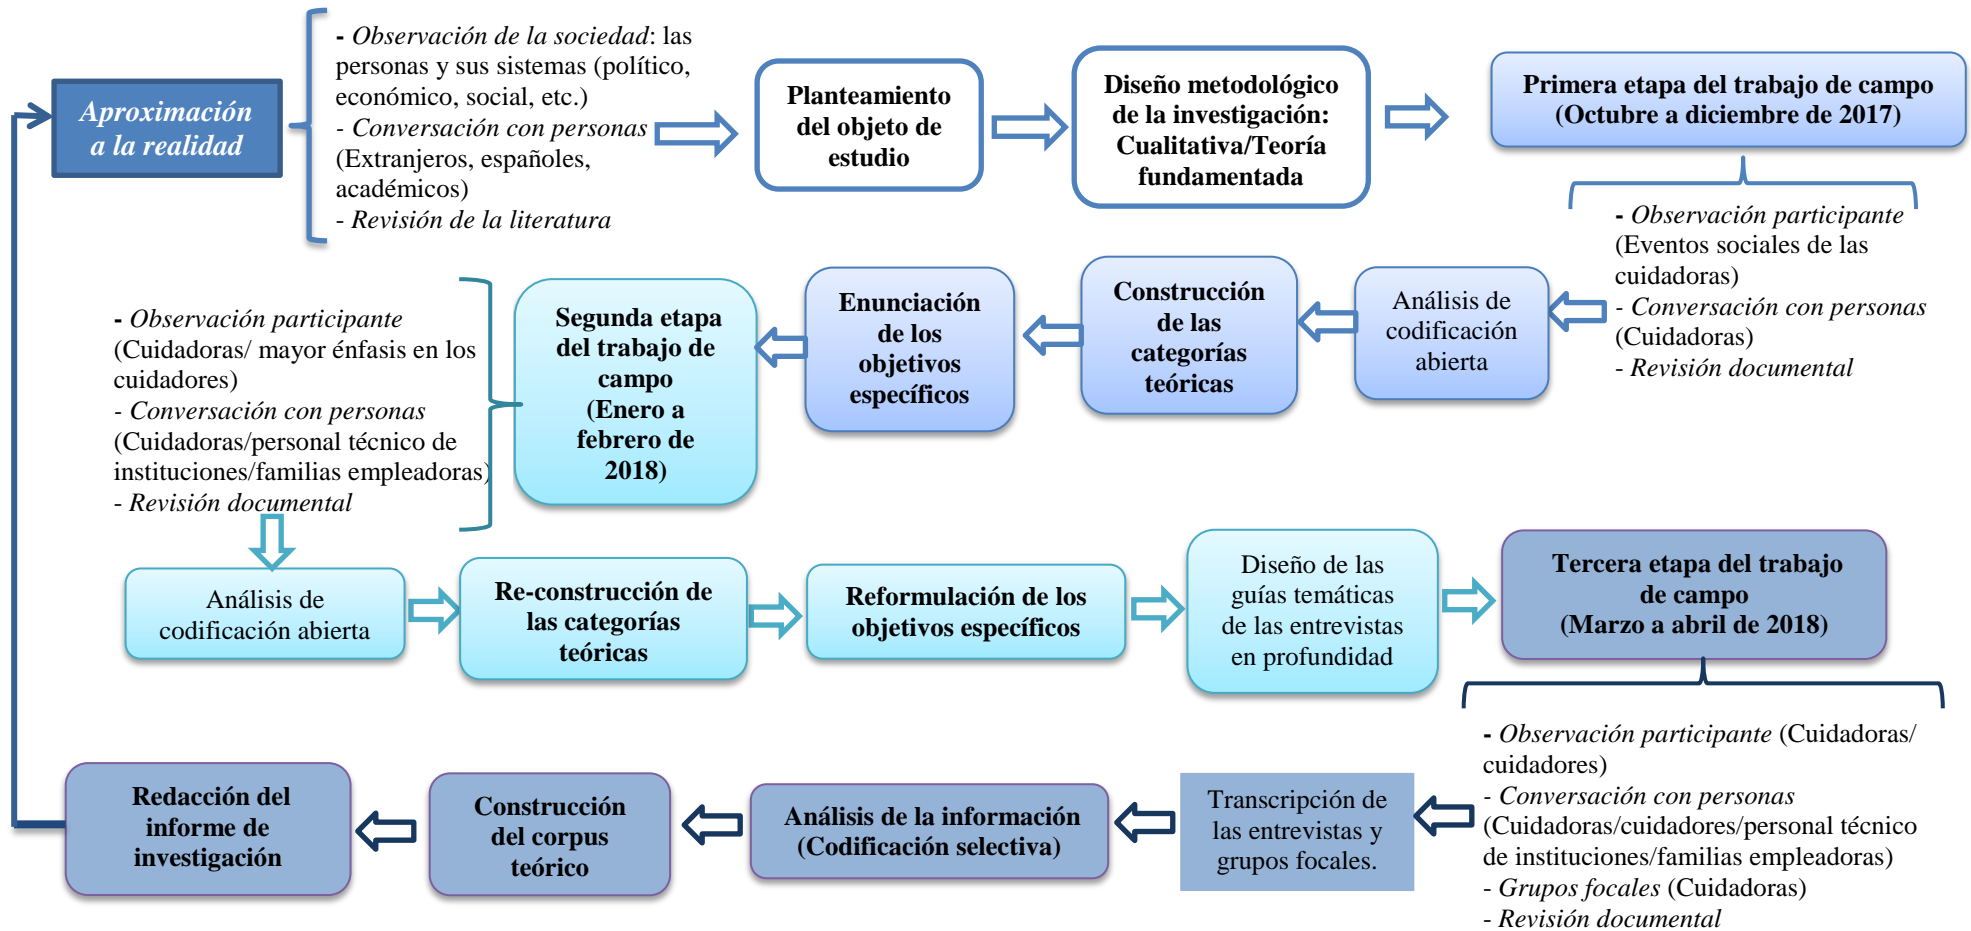 Aproximación
a la realidad
- Observación de la sociedad: las
personas y sus sistemas (político,
económico, social, etc.)
- Conversación con personas
(Extranjeros, españoles,
académicos)
- Revisión de la literatura
Planteamiento
del objeto de
estudio
Diseño metodológico
de la investigación:
Cualitativa/Teoría
fundamentada
Primera etapa del trabajo de campo
(Octubre a diciembre de 2017)
- Observación participante
(Eventos sociales de las
cuidadoras)
- Conversación con personas
(Cuidadoras)
- Revisión documental
Análisis de
codificación
abierta
Construcción
de las
categorías
teóricas
Enunciación
de los
objetivos
específicos
Segunda etapa
del trabajo de
campo
(Enero a
febrero de
2018)
- Observación participante
(Cuidadoras/ mayor énfasis en los
cuidadores)
- Conversación con personas
(Cuidadoras/personal técnico de
instituciones/familias empleadoras)
- Revisión documental
Análisis de
codificación abierta
Re-construcción de
las categorías
teóricas
Reformulación de los
objetivos específicos
Diseño de las
guías temáticas
de las entrevistas
en profundidad
Tercera etapa del trabajo
de campo
(Marzo a abril de 2018)
- Observación participante (Cuidadoras/
cuidadores)
- Conversación con personas
(Cuidadoras/cuidadores/personal técnico
de instituciones/familias empleadoras)
- Grupos focales (Cuidadoras)
- Revisión documental
Transcripción de
las entrevistas y
grupos focales.
Análisis de la información
(Codificación selectiva)
Construcción
del corpus
teórico
Redacción del
informe de
investigación